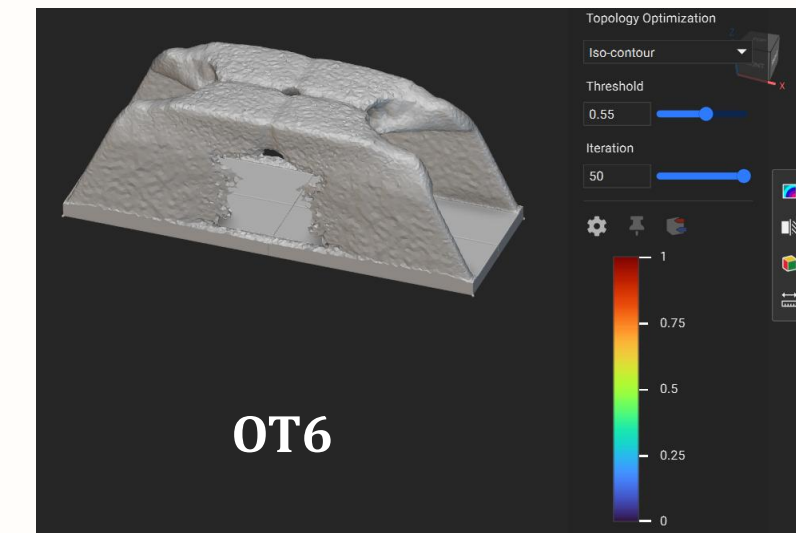 Topology Optimization
Z
Iso-contour
X
Threshold
0.55
Iteration
50
1
0.75
0.5
0.25
0
OT6